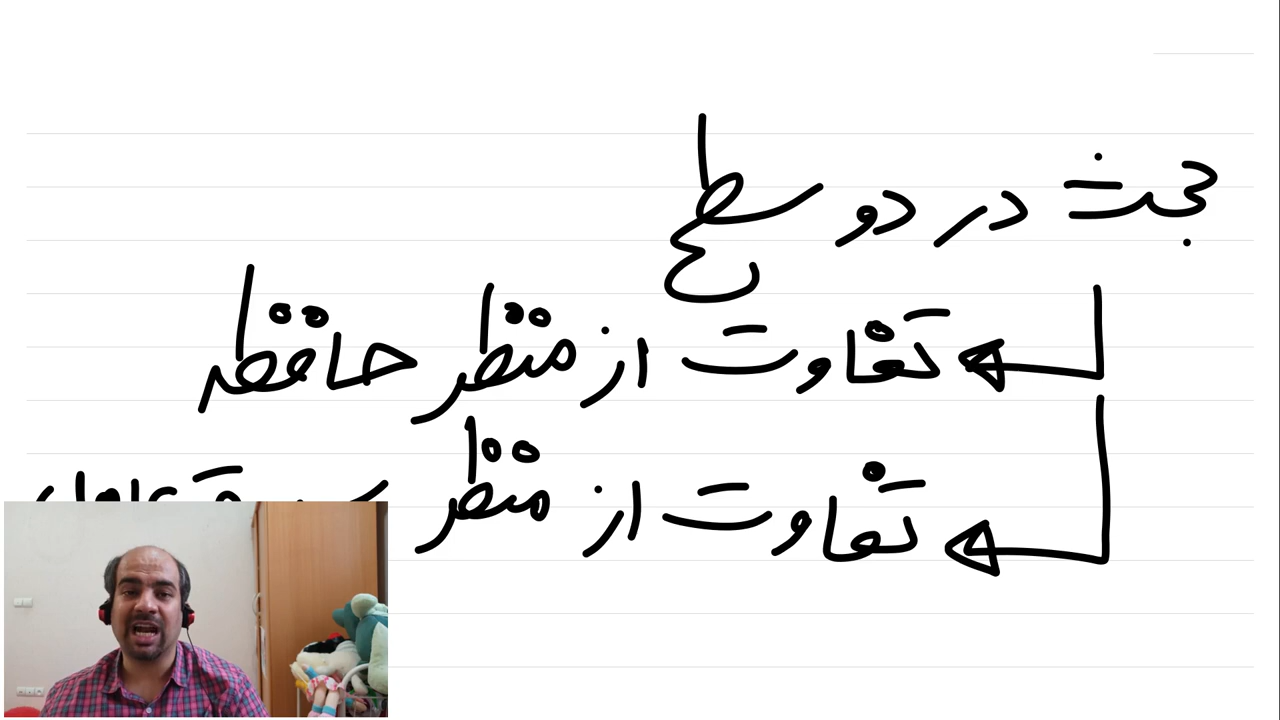 بحث در دو سطح
تفاوت از منظر حافظه
تفاوت از منظر